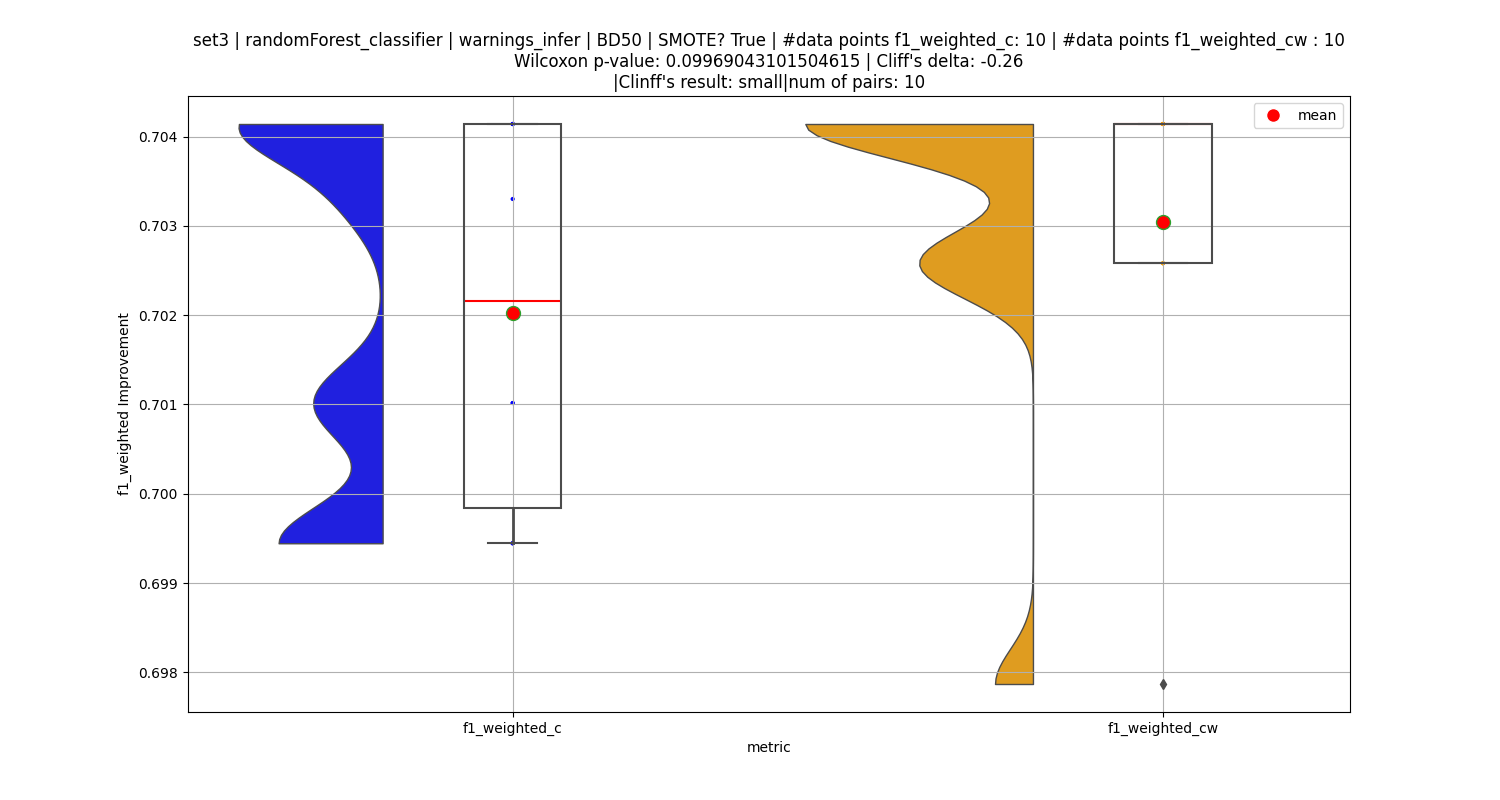 set3 | randomForest_classifier | warnings_infer | BD50 | SMOTE? True | #data points f1_weighted_c: 10 | #data points f1_weighted_cw : 10
Wilcoxon p-value: 0.09969043101504615 | Cliff's delta: -0.26
|Clinff's result: small|num of pairs: 10
mean
0.704
0.703
0.702
0.701
0.700
0.699
0.698
f1_weighted Improvement
f1_weighted_c
f1_weighted_cw
metric